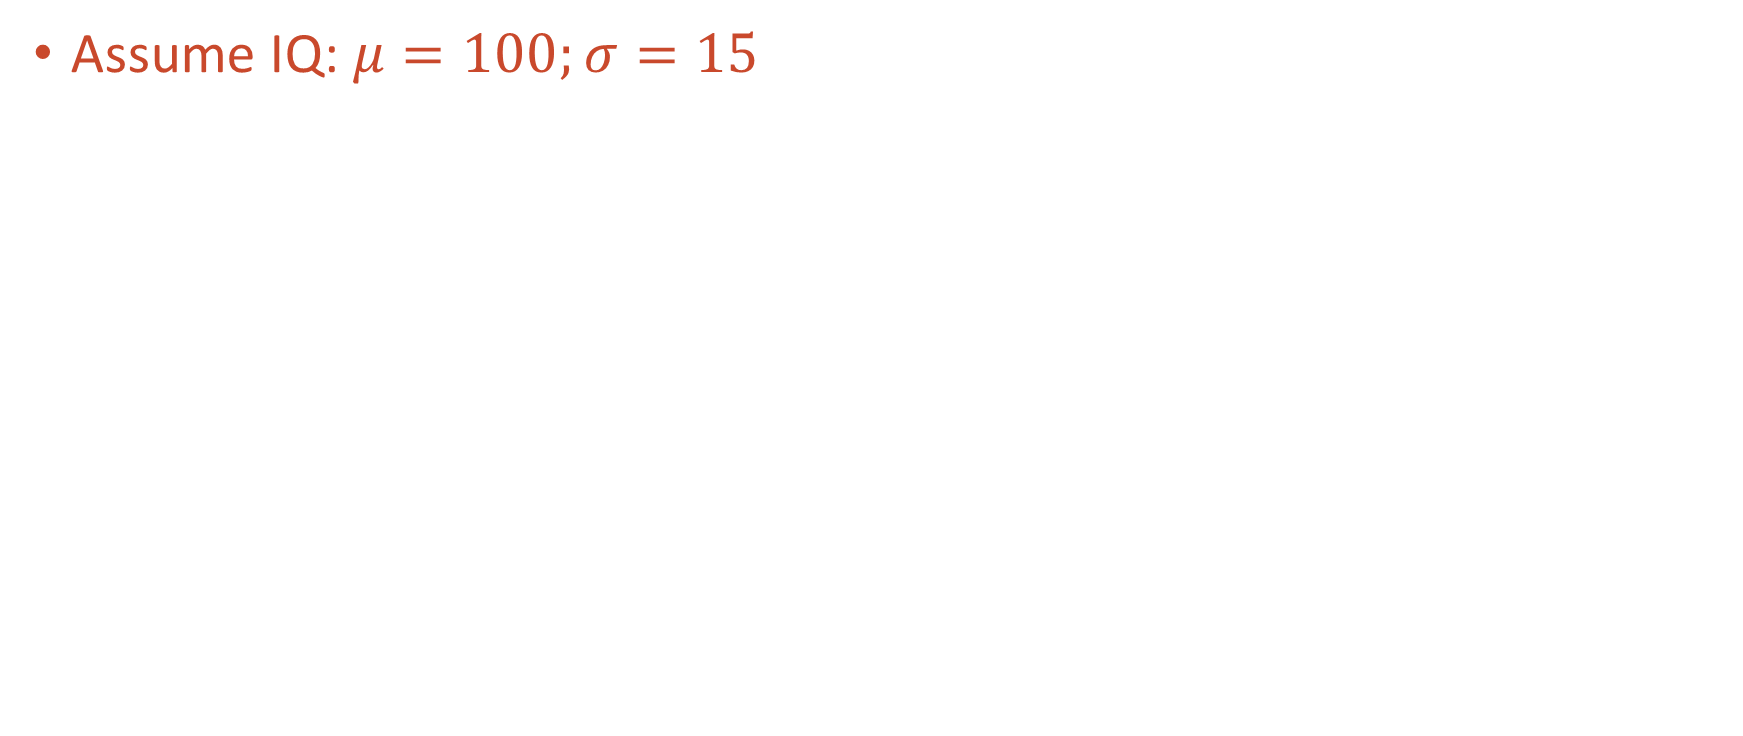 • Assume IQ: μ = 100; σ = 15